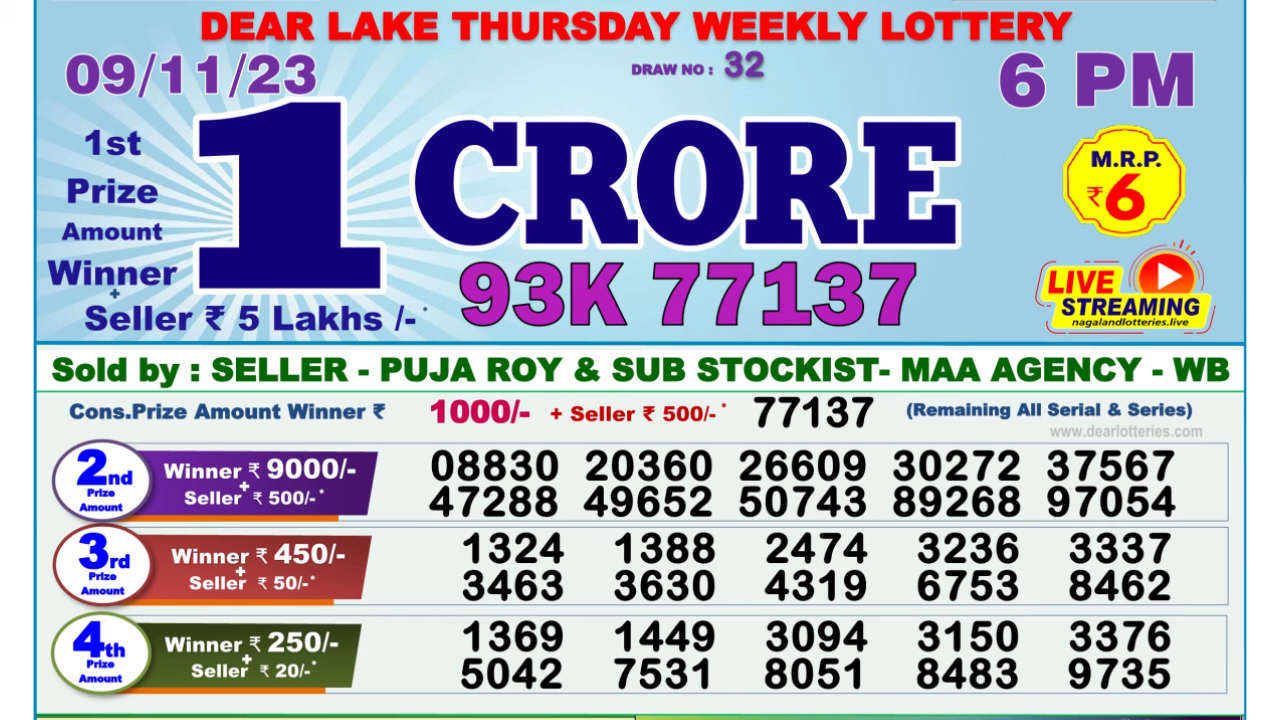 DEAR LAKE THURSDAY WEEKLY LOTTERY
09/11/23
DRAW NO : 32
6 PM
1st
Prize
Amount
Winner
+
Seller ₹ 5 Lakhs /-*
1 CRORE
93K 77137
M.R.P.
₹6
LIVE
STREAMING
nagalandlotteries.live
Sold by : SELLER - PUJA ROY & SUB STOCKIST- MAA AGENCY - WB
Cons.Prize Amount Winner ₹ 1000/- + Seller ₹ 500/-* 77137 (Remaining All Serial & Series)
www.dearlotteries.com
2nd
Prize
Amount
Winner ₹ 9000/-
+
Seller ₹ 500/-*
08830 20360 26609 30272 37567
47288 49652 50743 89268 97054
3rd
Prize
Amount
Winner ₹ 450/-
+
Seller ₹ 50/-*
1324 1388 2474 3236 3337
3463 3630 4319 6753 8462
4th
Prize
Amount
Winner ₹ 250/-
+
Seller ₹ 20/-*
1369 1449 3094 3150 3376
5042 7531 8051 8483 9735